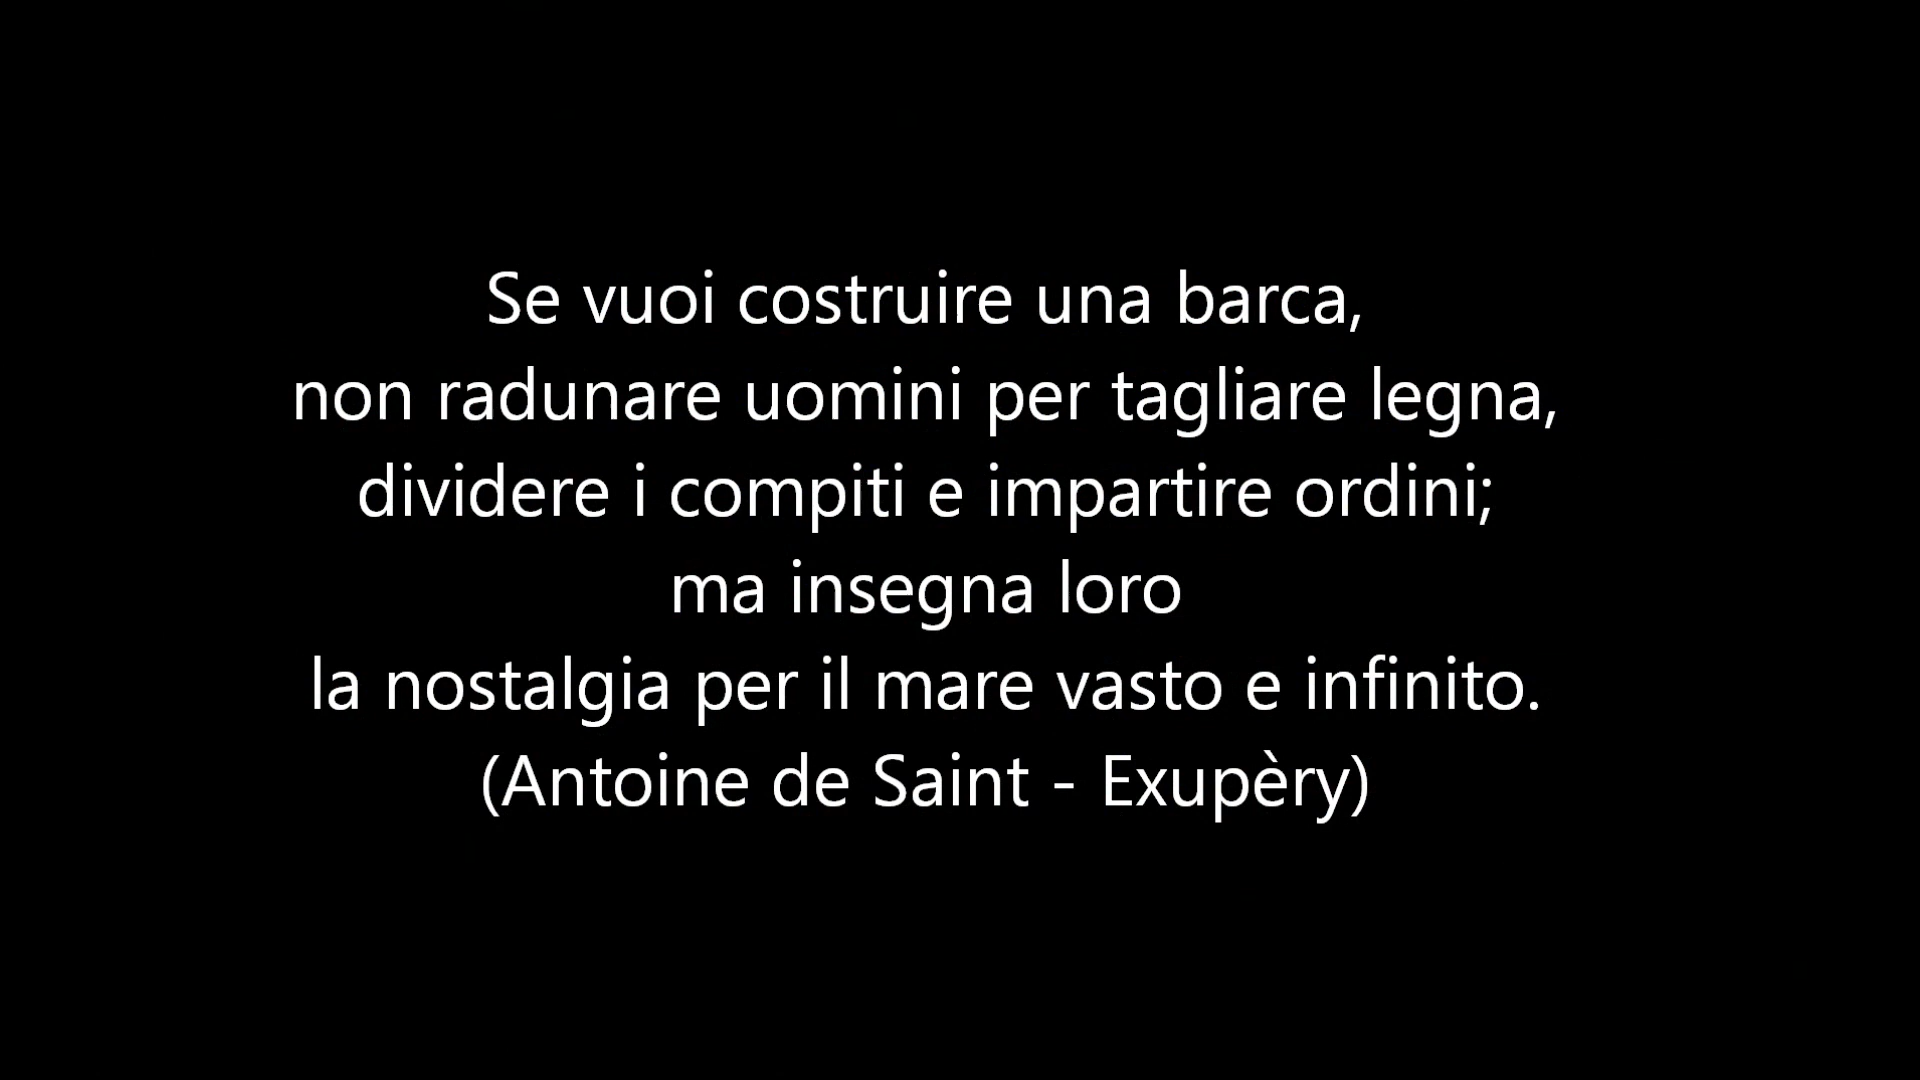 Se vuoi costruire una barca,
non radunare uomini per tagliare legna,
dividere i compiti e impartire ordini;
ma insegna loro
la nostalgia per il mare vasto e infinito.
(Antoine de Saint - Exupèry)